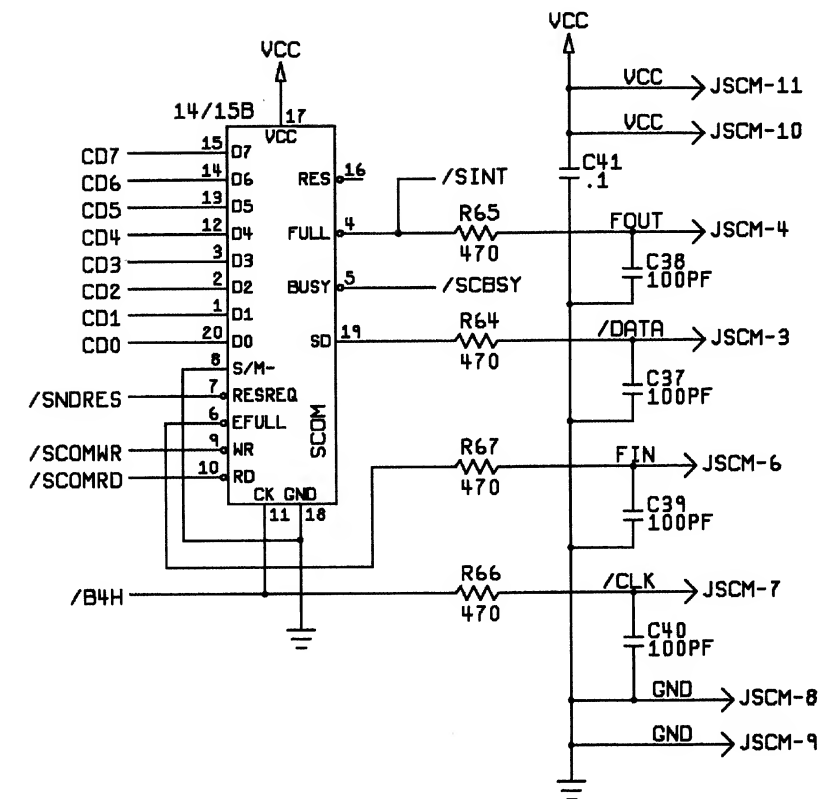 VCC
VCC
14/15B
17
VCC
VCC JSCM-11
VCC JSCM-10
C41
.1
CD7 15 D7
CD6 14 D6
CD5 13 D5
CD4 12 D4
CD3 3 D3
CD2 2 D2
CD1 1 D1
CD0 20 D0
8 S/M-
/SNDRES 7 RESREQ
6 EFULL
/SCOMWR 9 WR
/SCOMRD 10 RD
RES 16
/SINT
FULL 4
R65
470
FOUT JSCM-4
C38
100PF
BUSY 5 /SCBSY
SD 19
R64
470
/DATA JSCM-3
C37
100PF
SCOM
R67
470
FIN JSCM-6
C39
100PF
CK GND
11 18
/B4H
R66
470
/CLK JSCM-7
C40
100PF
GND JSCM-8
GND JSCM-9